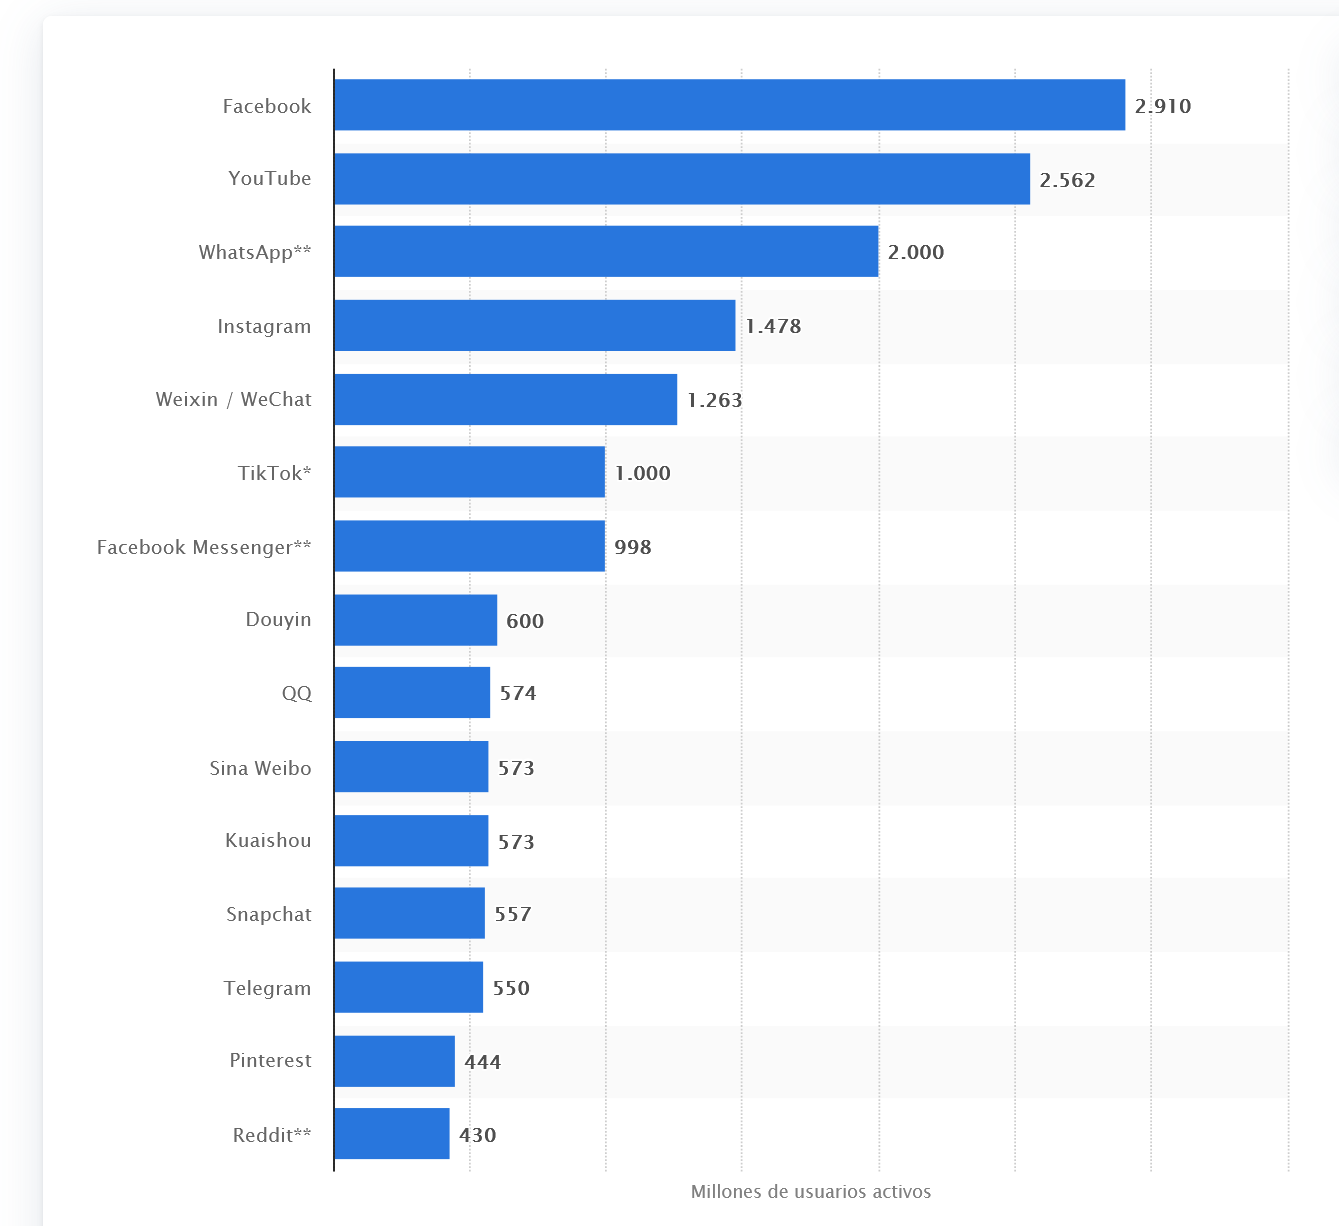 Facebook 2.910
YouTube 2.562
WhatsApp** 2.000
Instagram 1.478
Weixin / WeChat 1.263
TikTok* 1.000
Facebook Messenger** 998
Douyin 600
QQ 574
Sina Weibo 573
Kuaishou 573
Snapchat 557
Telegram 550
Pinterest 444
Reddit** 430
Millones de usuarios activos